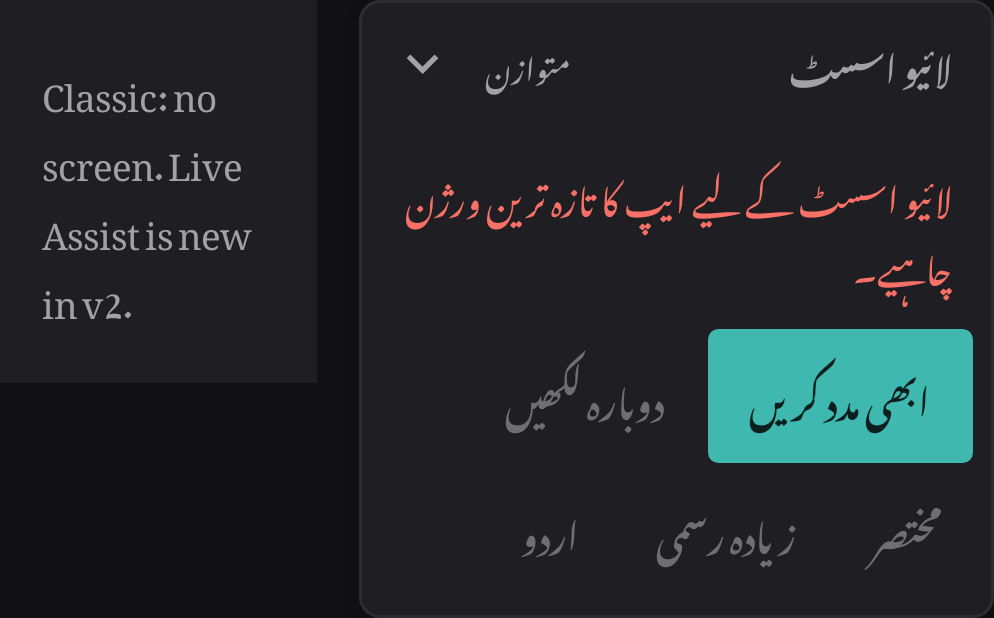 Classic: no
screen. Live
Assist is new
in v2.
لائیو اسسٹ
متوازن
لائیو اسسٹ کے لیے ایپ کا تازہ ترین ورژن
چاہیے۔
ابھی مدد کریں
دوبارہ لکھیں
مختصر
زیادہ رسمی
اردو